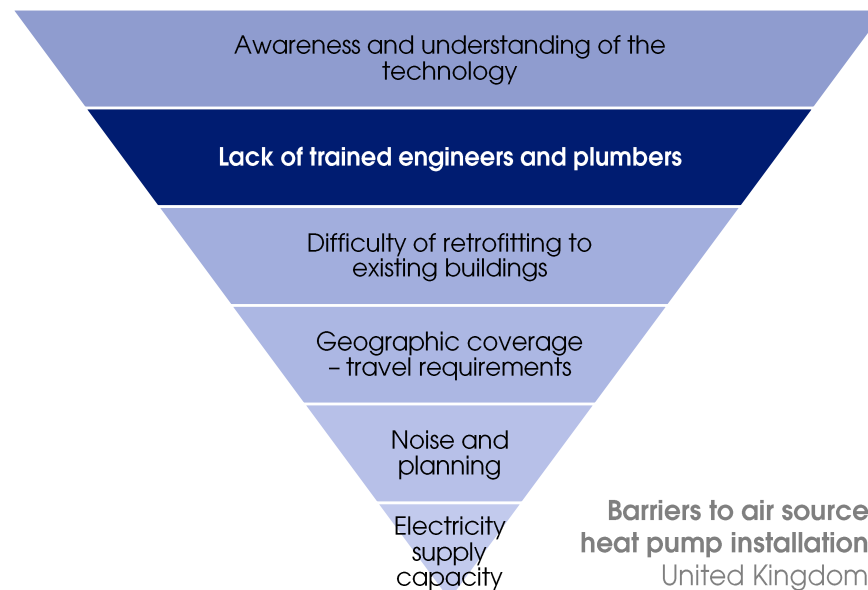 Awareness and understanding of the
technology
Lack of trained engineers and plumbers
Difficulty of retrofitting to
existing buildings
Geographic coverage
– travel requirements
Noise and
planning
Electricity
supply
capacity
Barriers to air source
heat pump installation
United Kingdom